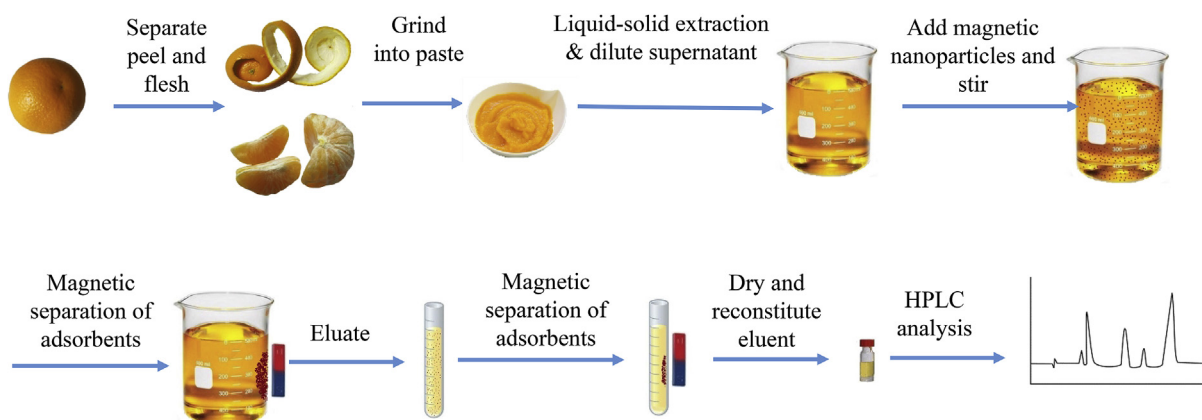 Separate
peel and
flesh
Grind
into paste
Liquid-solid extraction
& dilute supernatant
Add magnetic
nanoparticles and
stir
Magnetic
separation of
adsorbents
Eluate
Magnetic
separation of
adsorbents
Dry and
reconstitute
eluent
HPLC
analysis